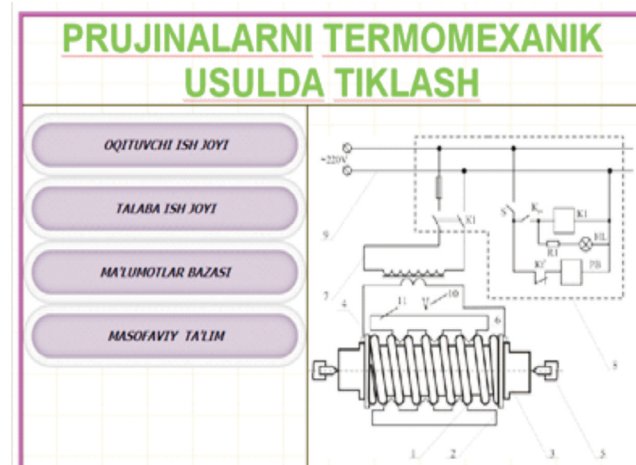 PRUJINALARNI TERMOMEXANIK
USULDA TIKLASH
OQITUVCHI ISH JOYI
TALABA ISH JOYI
MA'LUMOTLAR BAZASI
MASOFAVIY TA'LIM
~220V
9
K1
S
K1
HL
R1
PB
7
4
11
V
10
6
8
1
2
3
5